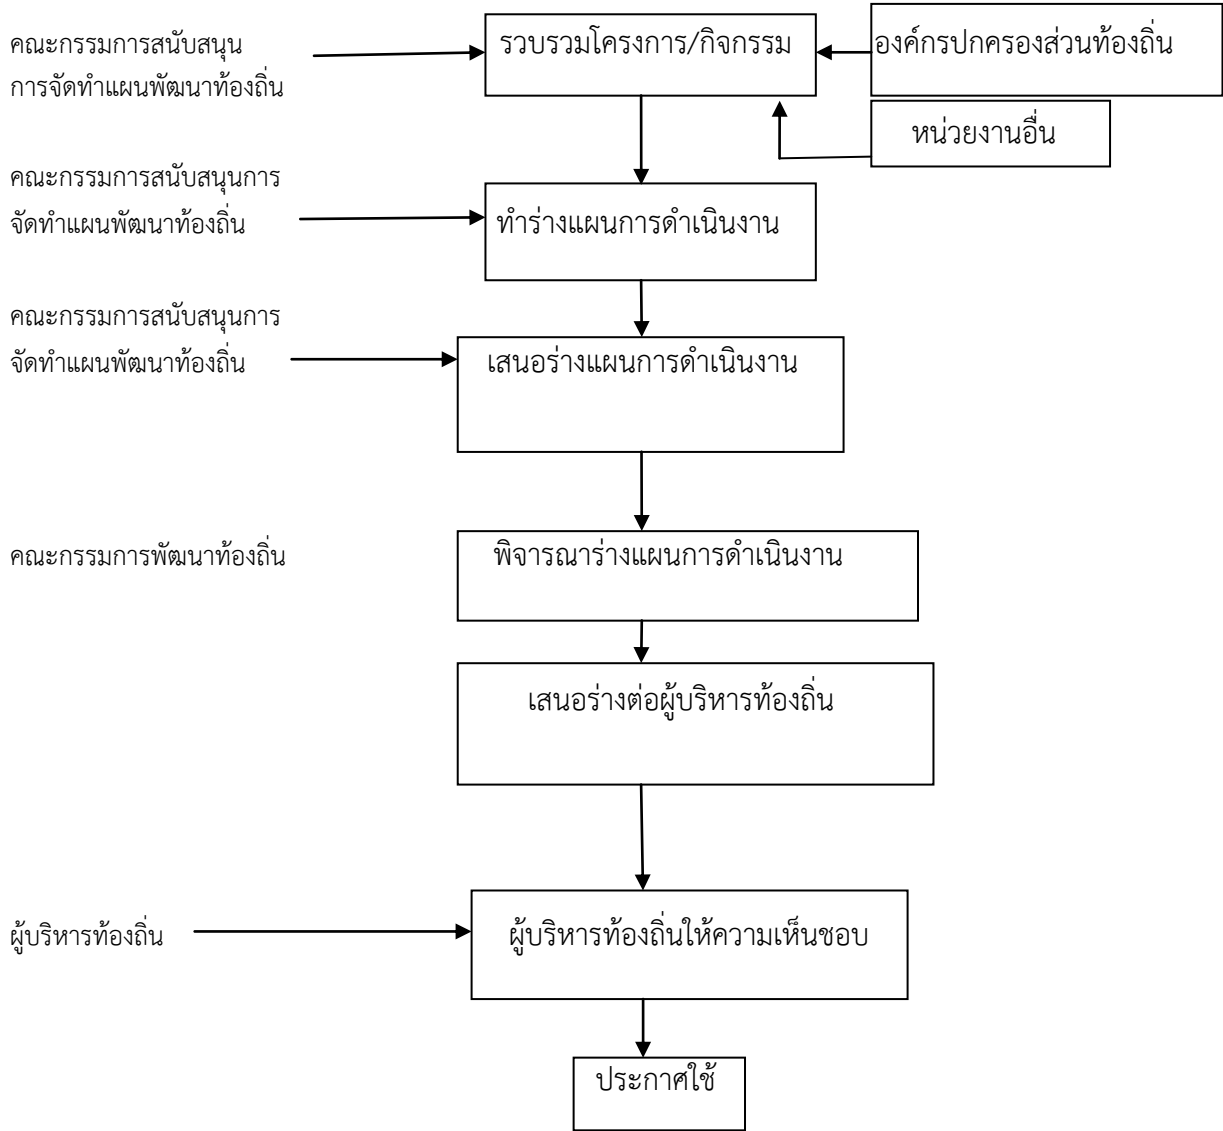 คณะกรรมการสนับสนุน
การจัดทำแผนพัฒนาท้องถิ่น
รวบรวมโครงการ/กิจกรรม
องค์กรปกครองส่วนท้องถิ่น
หน่วยงานอื่น
คณะกรรมการสนับสนุนการ
จัดทำแผนพัฒนาท้องถิ่น
ทำร่างแผนการดำเนินงาน
คณะกรรมการสนับสนุนการ
จัดทำแผนพัฒนาท้องถิ่น
เสนอร่างแผนการดำเนินงาน
คณะกรรมการพัฒนาท้องถิ่น
พิจารณาร่างแผนการดำเนินงาน
เสนอร่างต่อผู้บริหารท้องถิ่น
ผู้บริหารท้องถิ่น
ผู้บริหารท้องถิ่นให้ความเห็นชอบ
ประกาศใช้